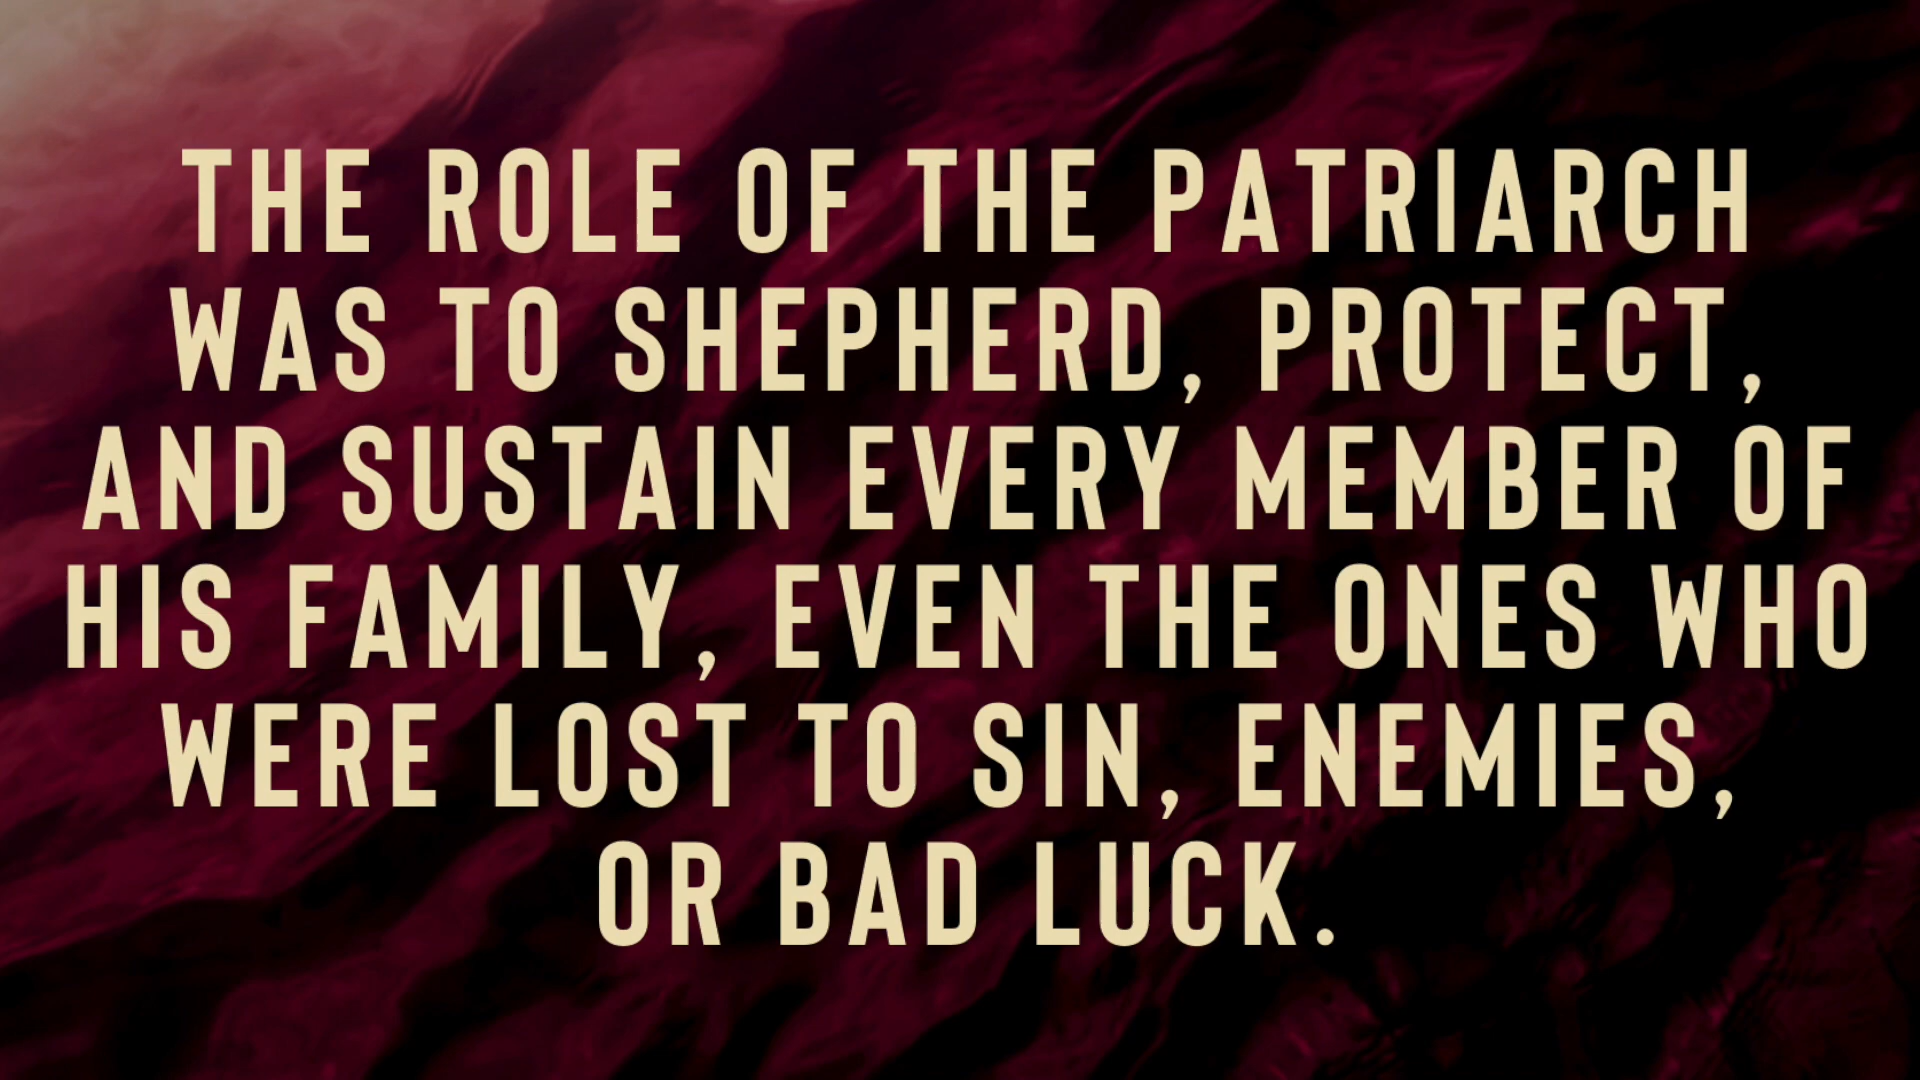 THE ROLE OF THE PATRIARCH
WAS TO SHEPHERD, PROTECT,
AND SUSTAIN EVERY MEMBER OF
HIS FAMILY, EVEN THE ONES WHO
WERE LOST TO SIN, ENEMIES,
OR BAD LUCK.